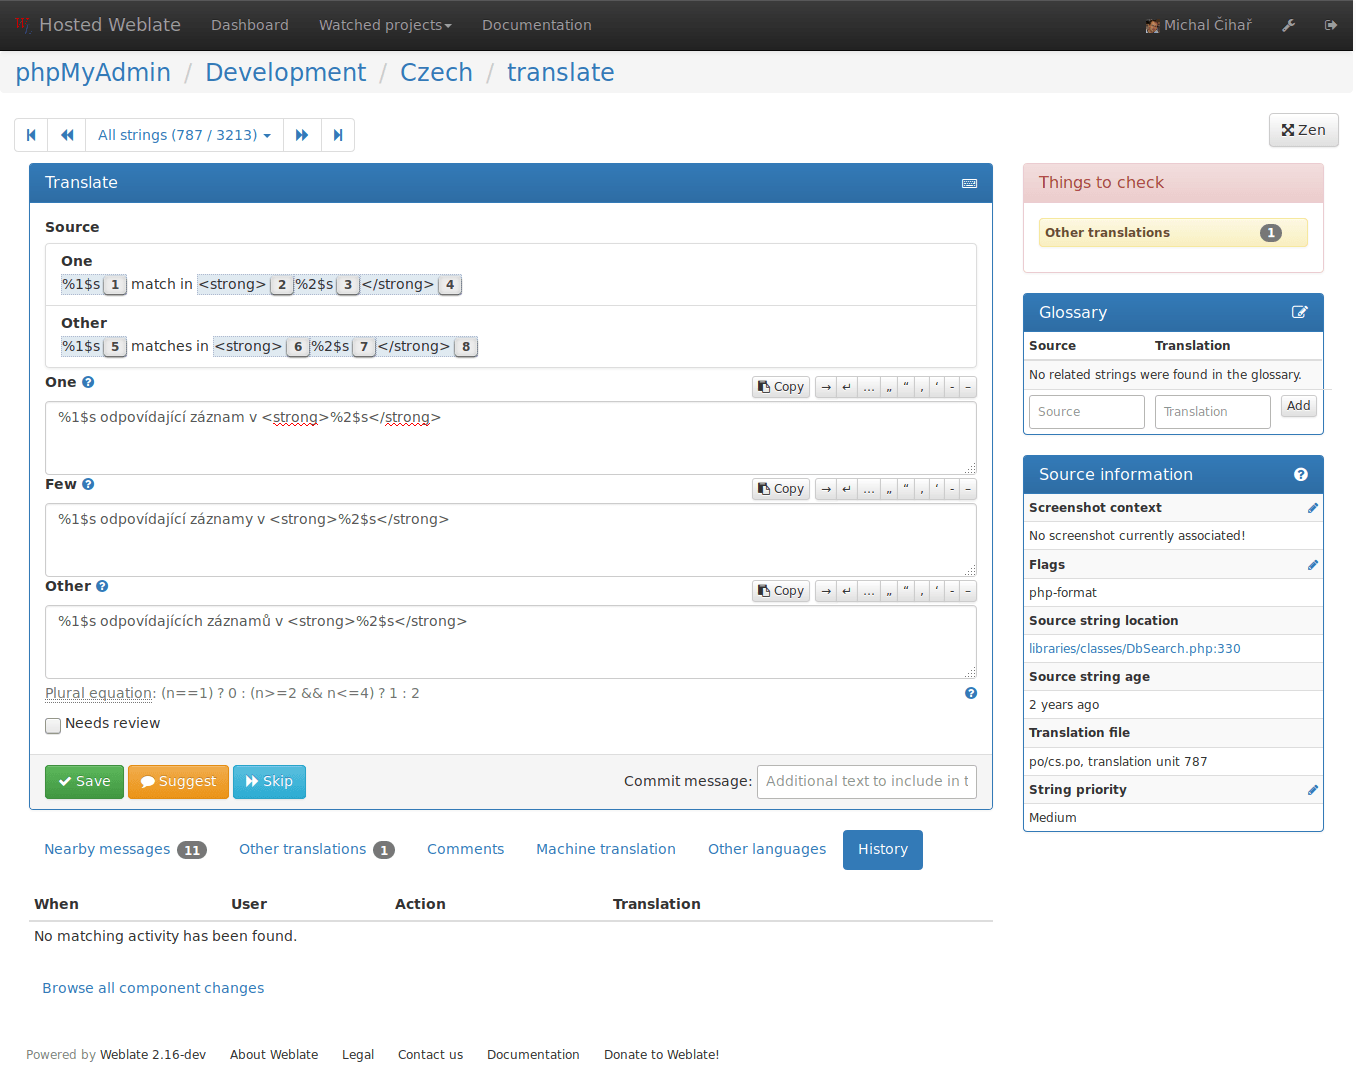 Hosted Weblate Dashboard Watched projects Documentation Michal Čihař
phpMyAdmin / Development / Czech / translate
All strings (787 / 3213)
Zen
Translate
Source
One
%1$s 1 match in <strong> 2 %2$s 3 </strong> 4
Other
%1$s 5 matches in <strong> 6 %2$s 7 </strong> 8
One
Copy → ↵ … „ “ ‚ ‘ - –
%1$s odpovídající záznam v <strong>%2$s</strong>
Few
Copy → ↵ … „ “ ‚ ‘ - –
%1$s odpovídající záznamy v <strong>%2$s</strong>
Other
Copy → ↵ … „ “ ‚ ‘ - –
%1$s odpovídajících záznamů v <strong>%2$s</strong>
Plural equation: (n==1) ? 0 : (n>=2 && n<=4) ? 1 : 2
Needs review
Save Suggest Skip Commit message: Additional text to include in t
Nearby messages 11 Other translations 1 Comments Machine translation Other languages History
When User Action Translation
No matching activity has been found.
Browse all component changes
Things to check
Other translations 1
Glossary
Source Translation
No related strings were found in the glossary.
Source Translation Add
Source information
Screenshot context
No screenshot currently associated!
Flags
php-format
Source string location
libraries/classes/DbSearch.php:330
Source string age
2 years ago
Translation file
po/cs.po, translation unit 787
String priority
Medium
Powered by Weblate 2.16-dev About Weblate Legal Contact us Documentation Donate to Weblate!